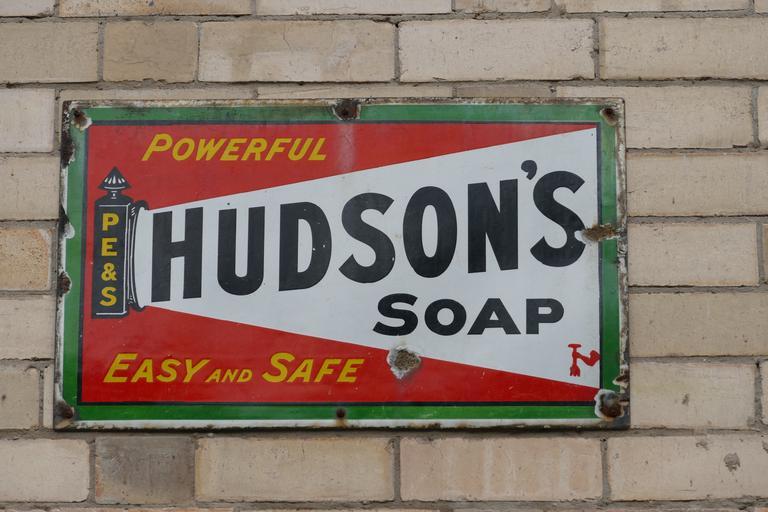 POWERFUL
PE&S
HUDSON'S
SOAP
EASY AND SAFE